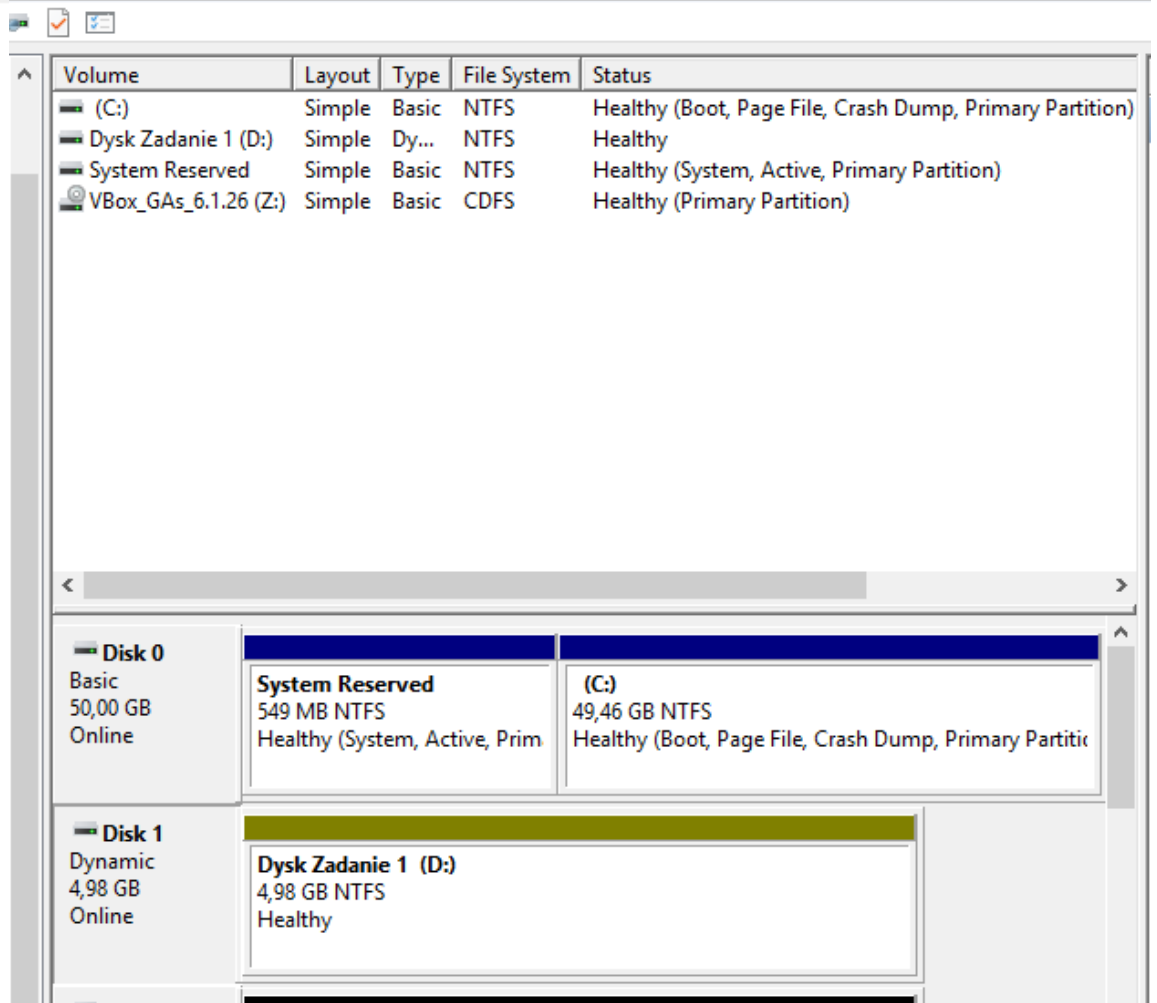 Volume Layout Type File System Status
(C:) Simple Basic NTFS Healthy (Boot, Page File, Crash Dump, Primary Partition)
Dysk Zadanie 1 (D:) Simple Dy... NTFS Healthy
System Reserved Simple Basic NTFS Healthy (System, Active, Primary Partition)
VBox_GAs_6.1.26 (Z:) Simple Basic CDFS Healthy (Primary Partition)
Disk 0
Basic
50,00 GB
Online
System Reserved
549 MB NTFS
Healthy (System, Active, Prim
(C:)
49,46 GB NTFS
Healthy (Boot, Page File, Crash Dump, Primary Partitic
Disk 1
Dynamic
4,98 GB
Online
Dysk Zadanie 1 (D:)
4,98 GB NTFS
Healthy